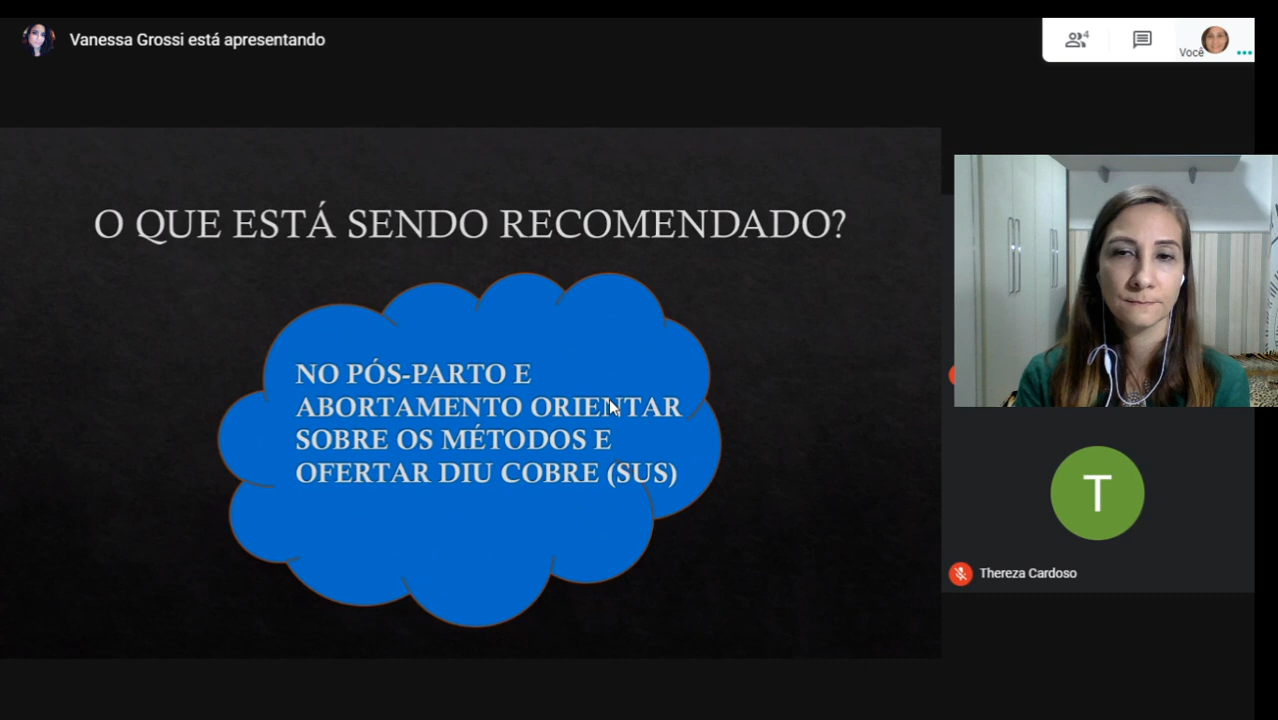 Vanessa Grossi está apresentando
4
Você
O QUE ESTÁ SENDO RECOMENDADO?
NO PÓS-PARTO E
ABORTAMENTO ORIENTAR
SOBRE OS MÉTODOS E
OFERTAR DIU COBRE (SUS)
T
Thereza Cardoso